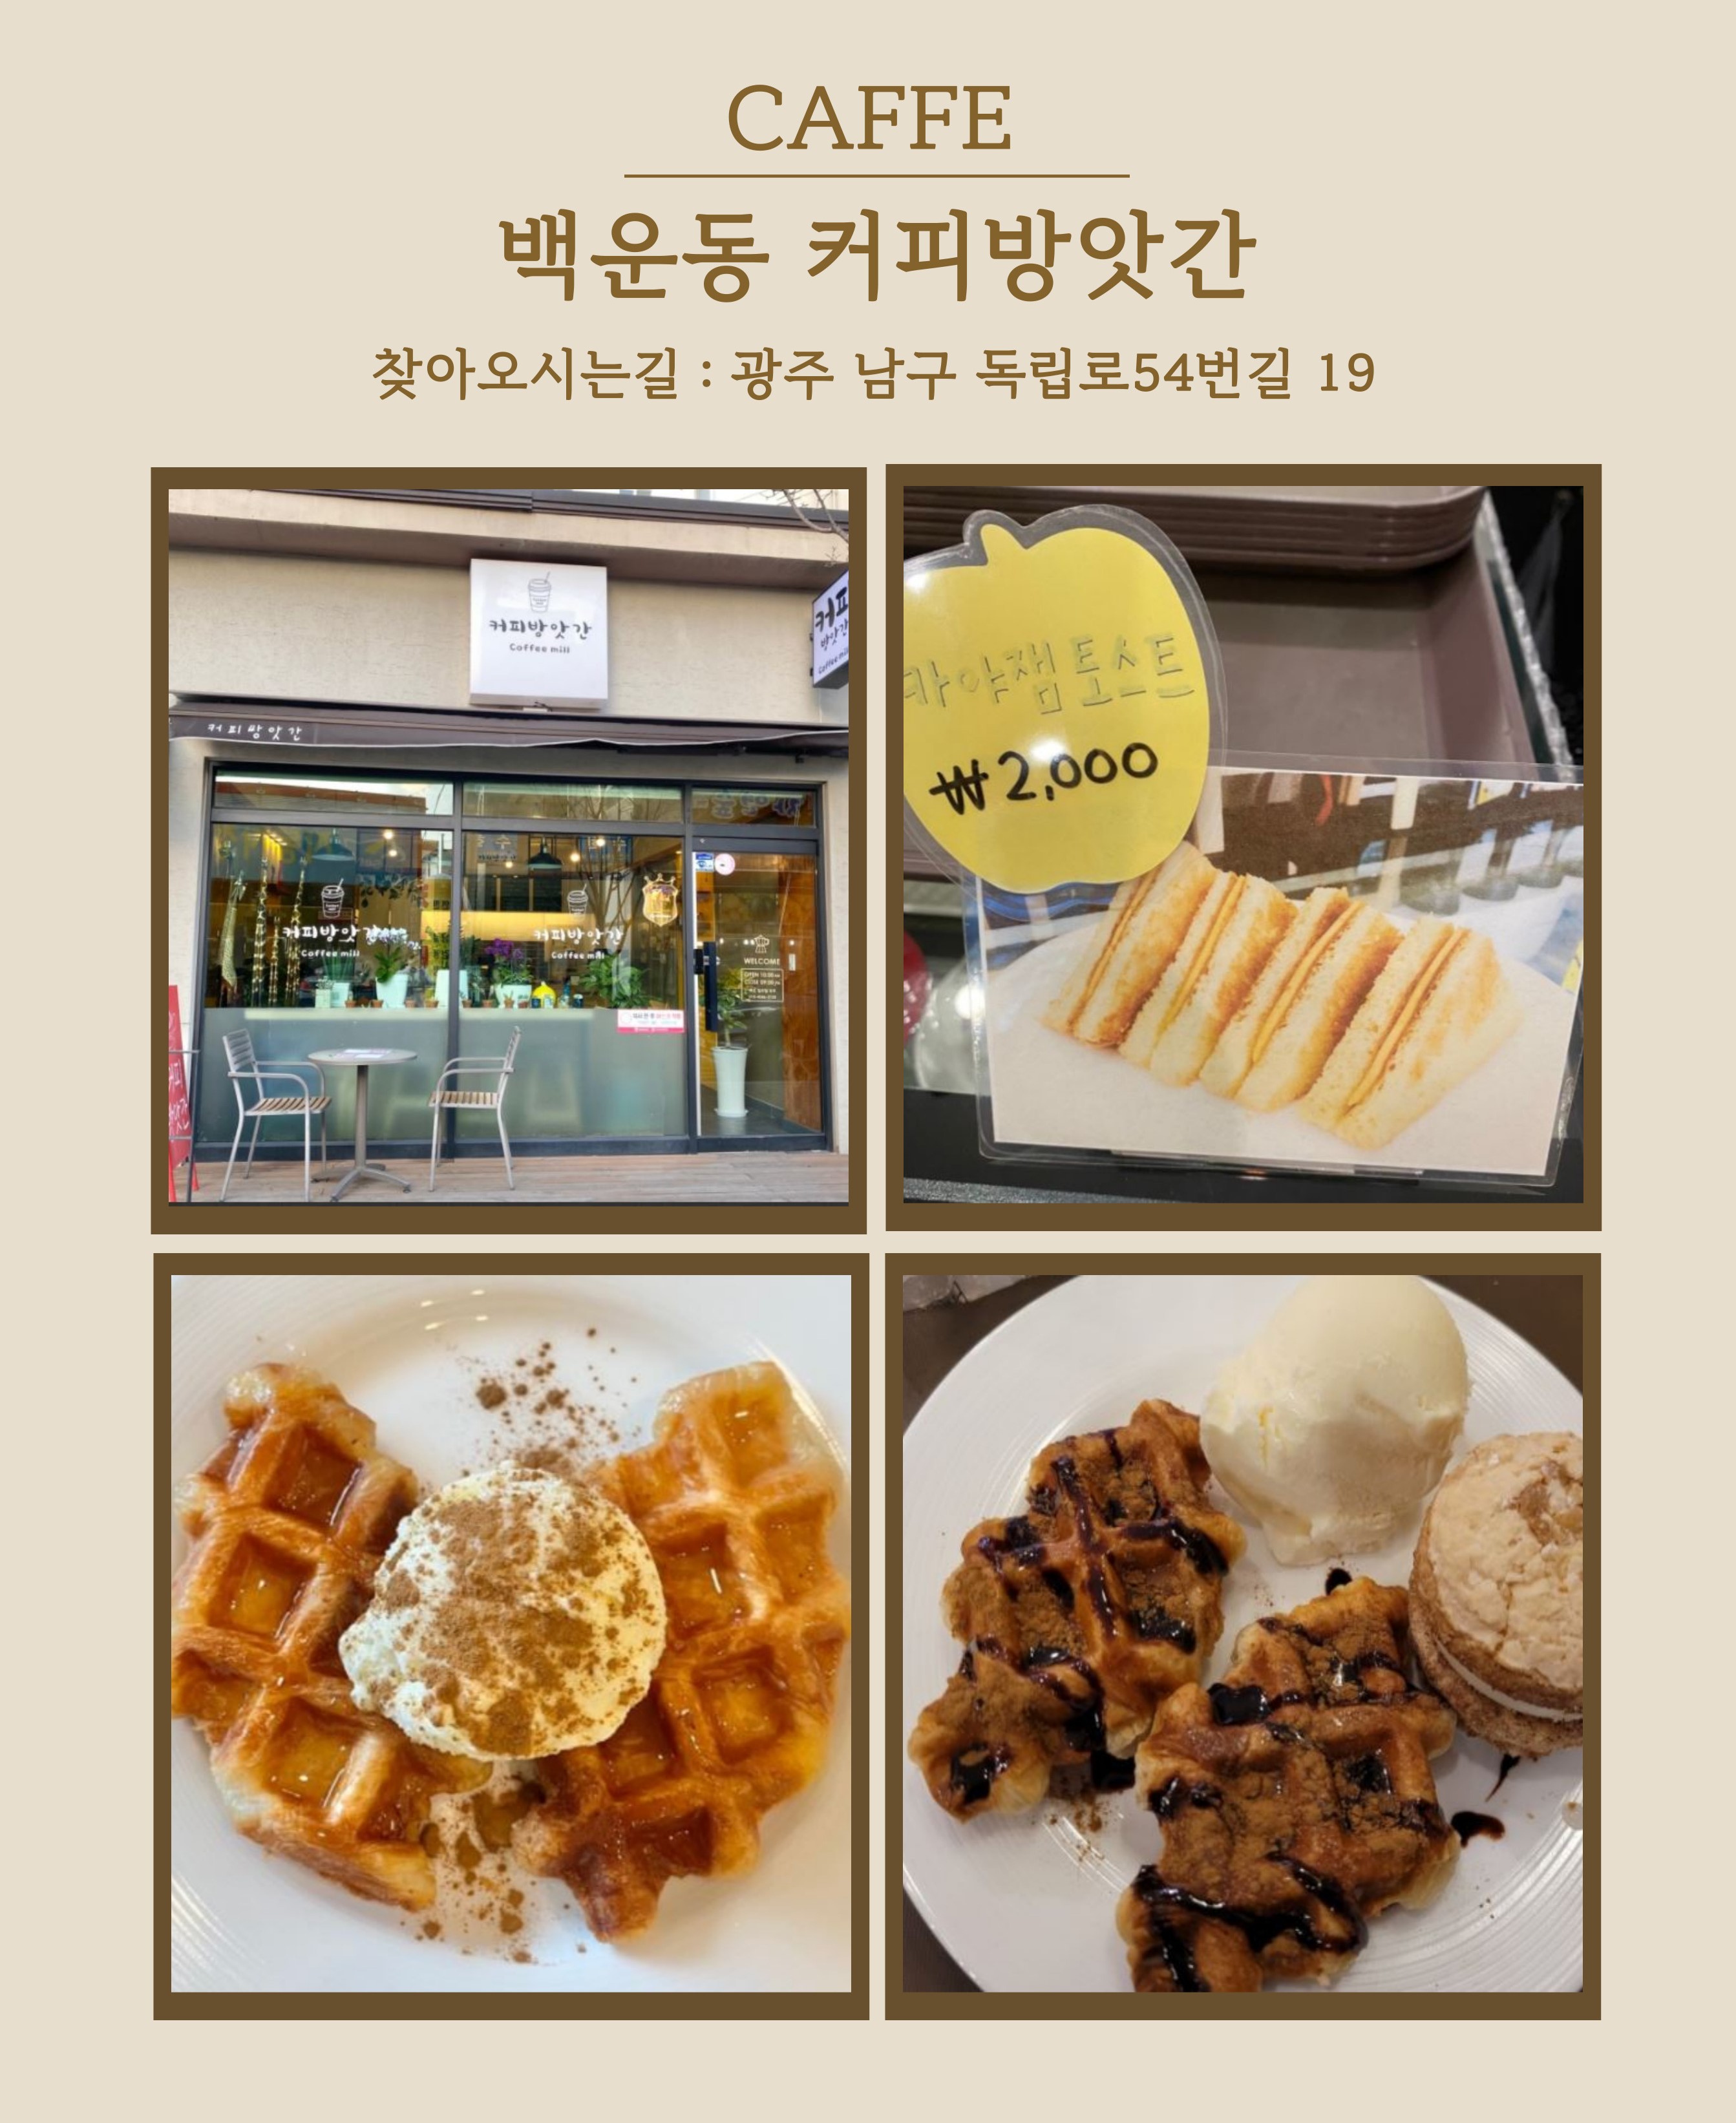 CAFFE
백운동 커피방앗간
찾아오시는길 : 광주 남구 독립로54번길 19
커피방앗간
Coffee mill
커피
방앗간
Coffee mill
커피방앗간
커피방앗간
Coffee mill
커피방앗간
Coffee mill
WELCOME
카야잼 토스트
₩2,000